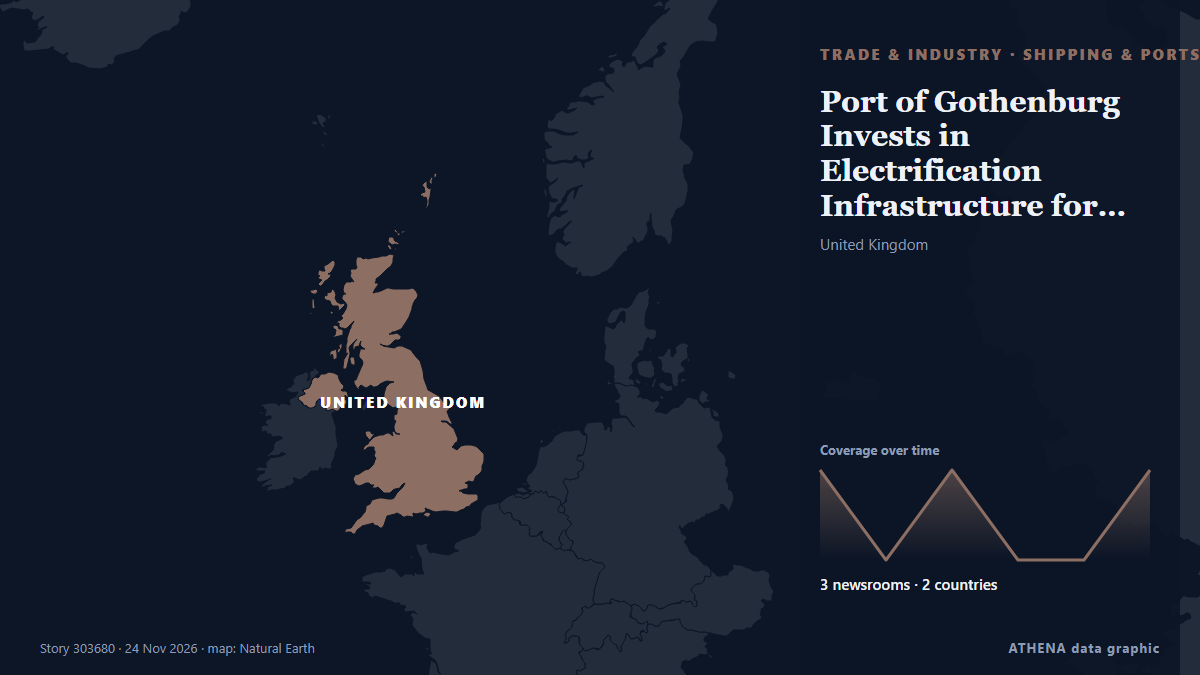 TRADE & INDUSTRY · SHIPPING & PORTS
Port of Gothenburg
Invests in
Electrification
Infrastructure for...
United Kingdom
UNITED KINGDOM
Coverage over time
3 newsrooms · 2 countries
Story 303680 · 24 Nov 2026 · map: Natural Earth
ATHENA data graphic